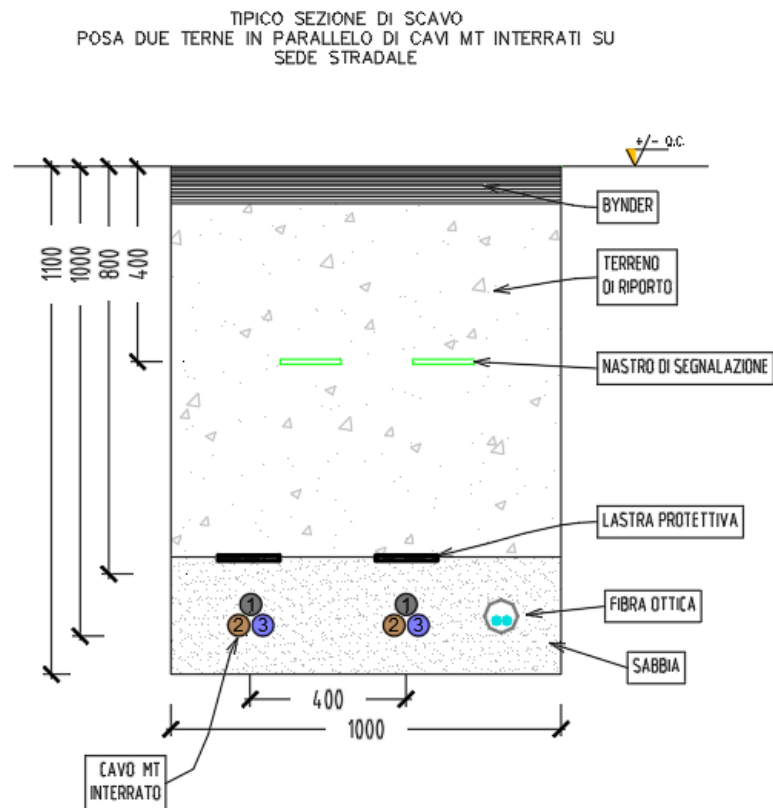 TIPICO SEZIONE DI SCAVO
POSA DUE TERNE IN PARALLELO DI CAVI MT INTERRATI SU
SEDE STRADALE
+/- Q.C.
BYNDER
TERRENO
DI RIPORTO
1100
1000
800
400
NASTRO DI SEGNALAZIONE
LASTRA PROTETTIVA
FIBRA OTTICA
1
2
3
1
2
3
SABBIA
400
1000
CAVO MT
INTERRATO